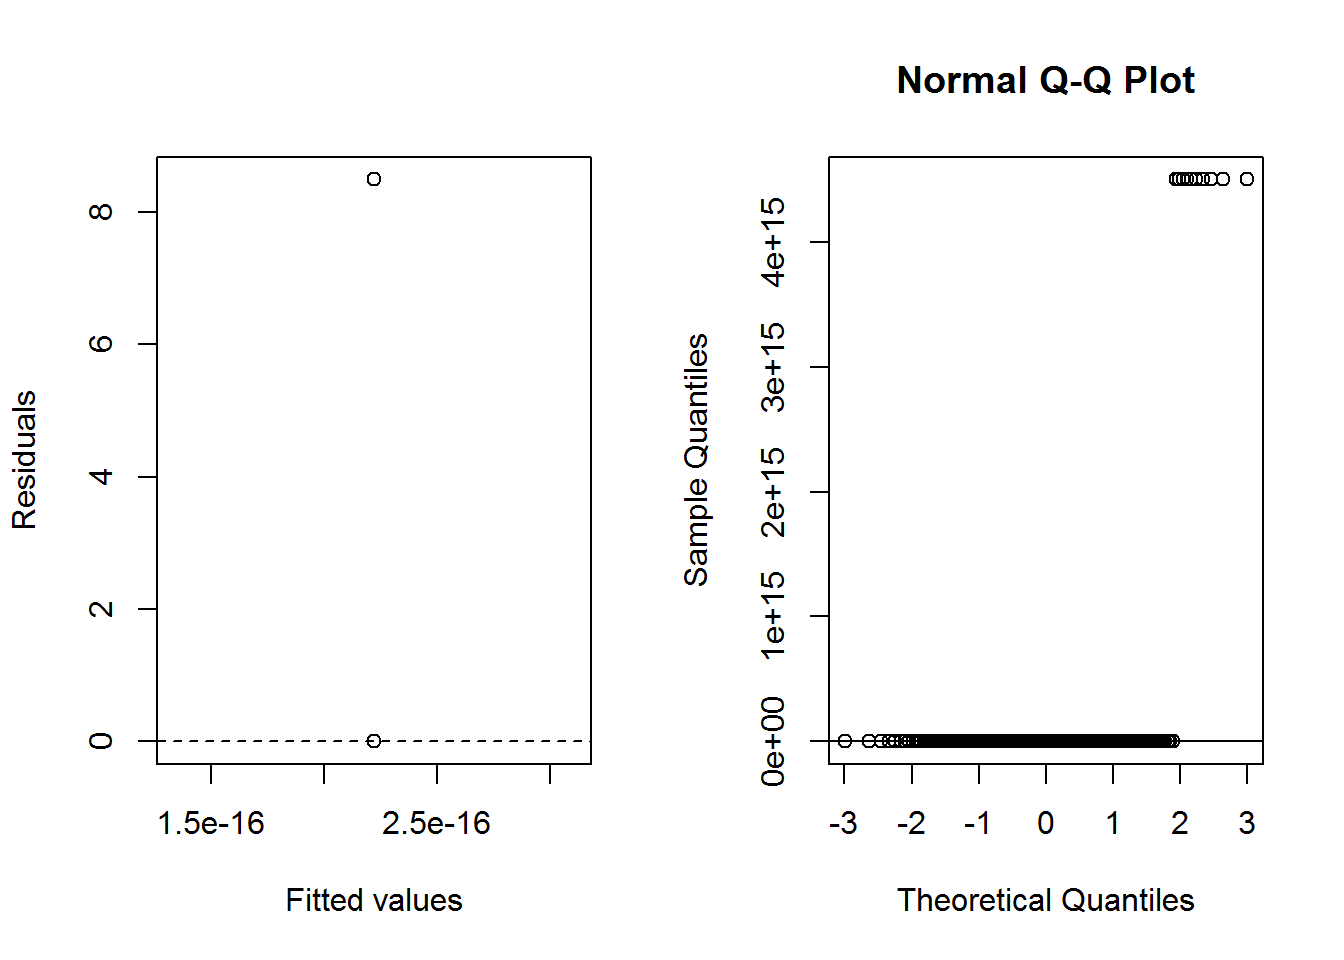 Residuals
8
6
4
2
0
1.5e-16 2.5e-16
Fitted values
Normal Q-Q Plot
Sample Quantiles
4e+15
3e+15
2e+15
1e+15
0e+00
-3 -2 -1 0 1 2 3
Theoretical Quantiles